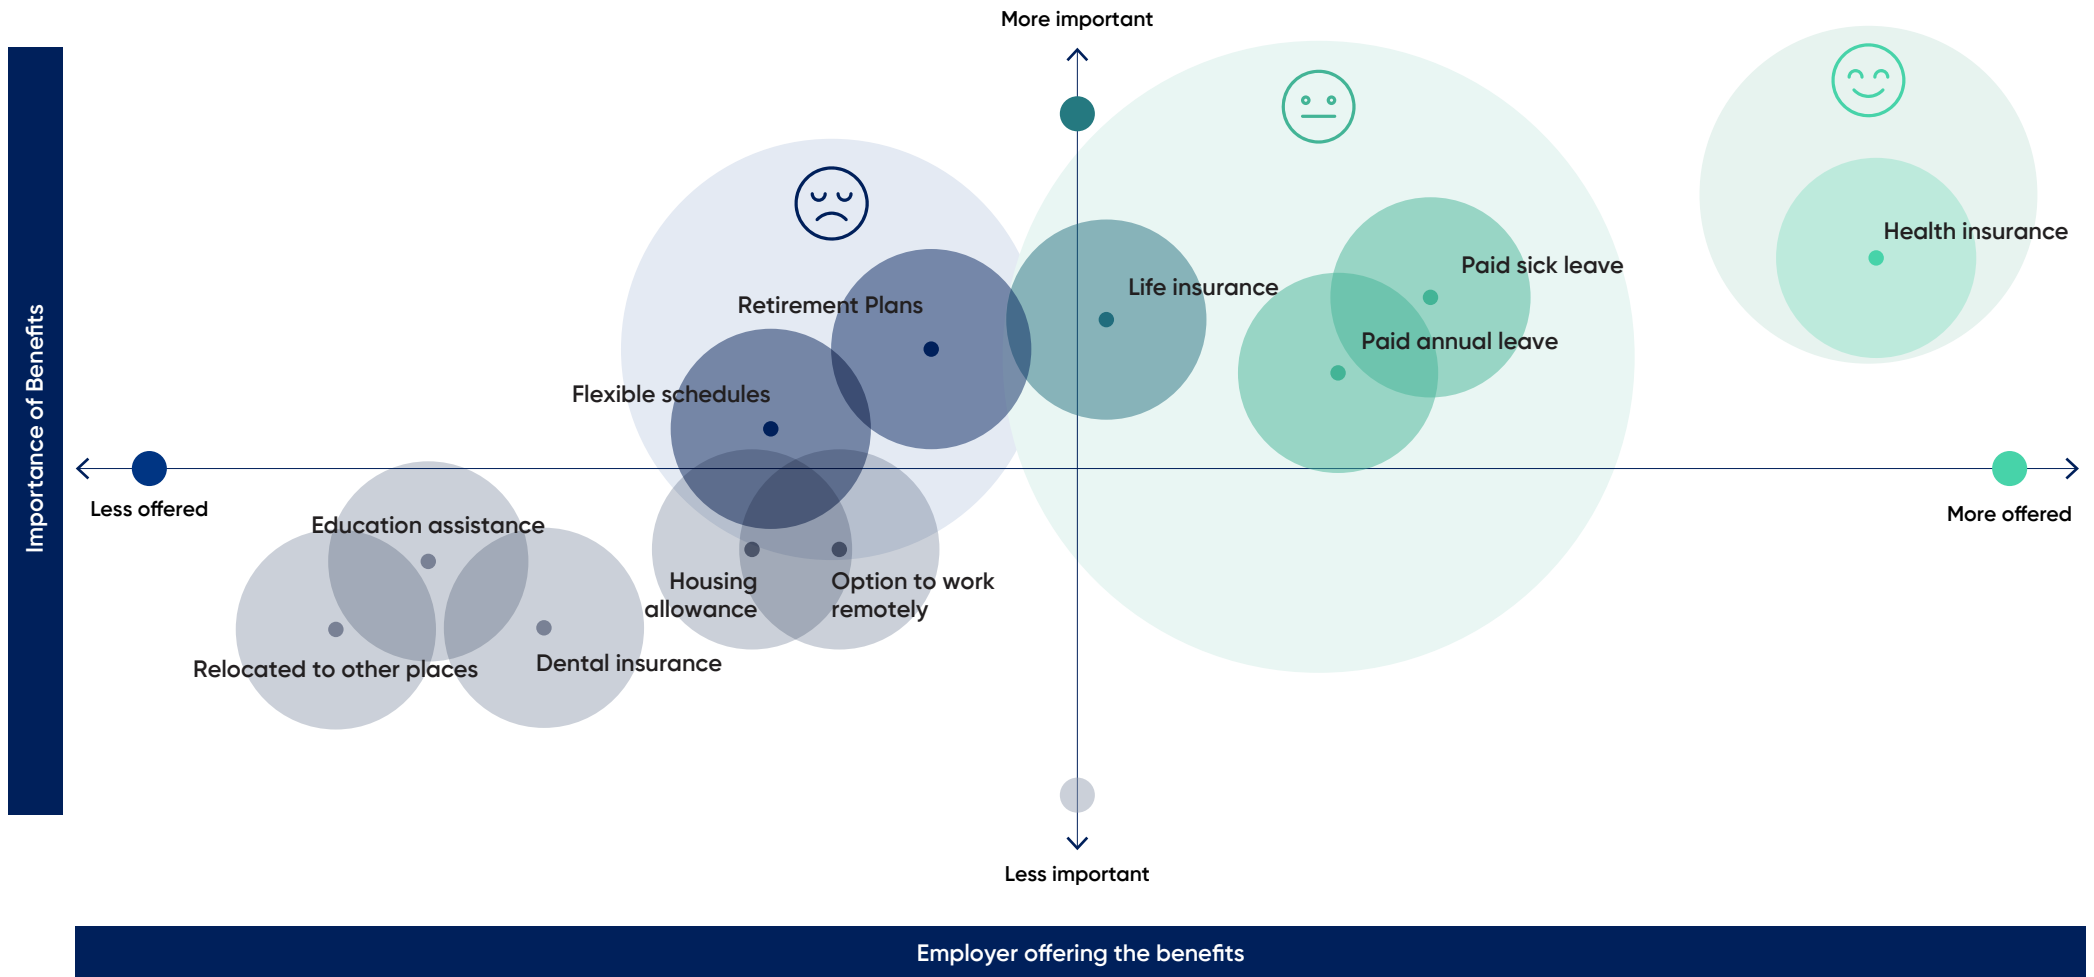 More important
Health insurance
Paid sick leave
Life insurance
Retirement Plans
Paid annual leave
Flexible schedules
Importance of Benefits
Less offered
More offered
Education assistance
Housing
allowance
Option to work
remotely
Relocated to other places
Dental insurance
Less important
Employer offering the benefits